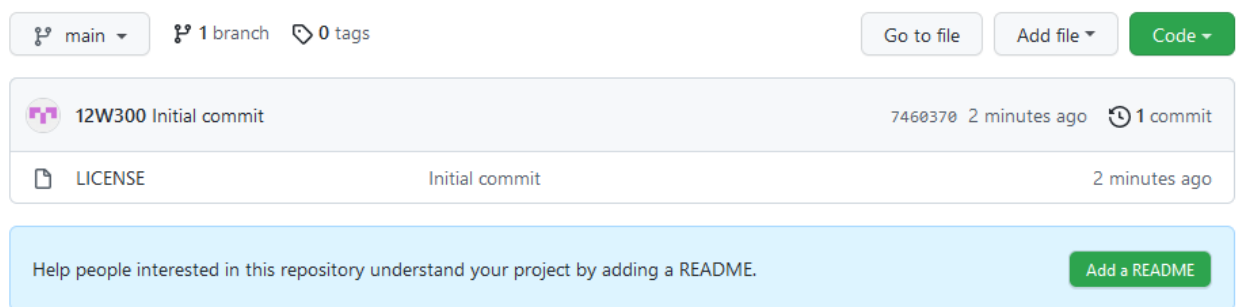 main 1 branch 0 tags Go to file Add file Code
12W300 Initial commit 7460370 2 minutes ago 1 commit
LICENSE Initial commit 2 minutes ago
Help people interested in this repository understand your project by adding a README. Add a README